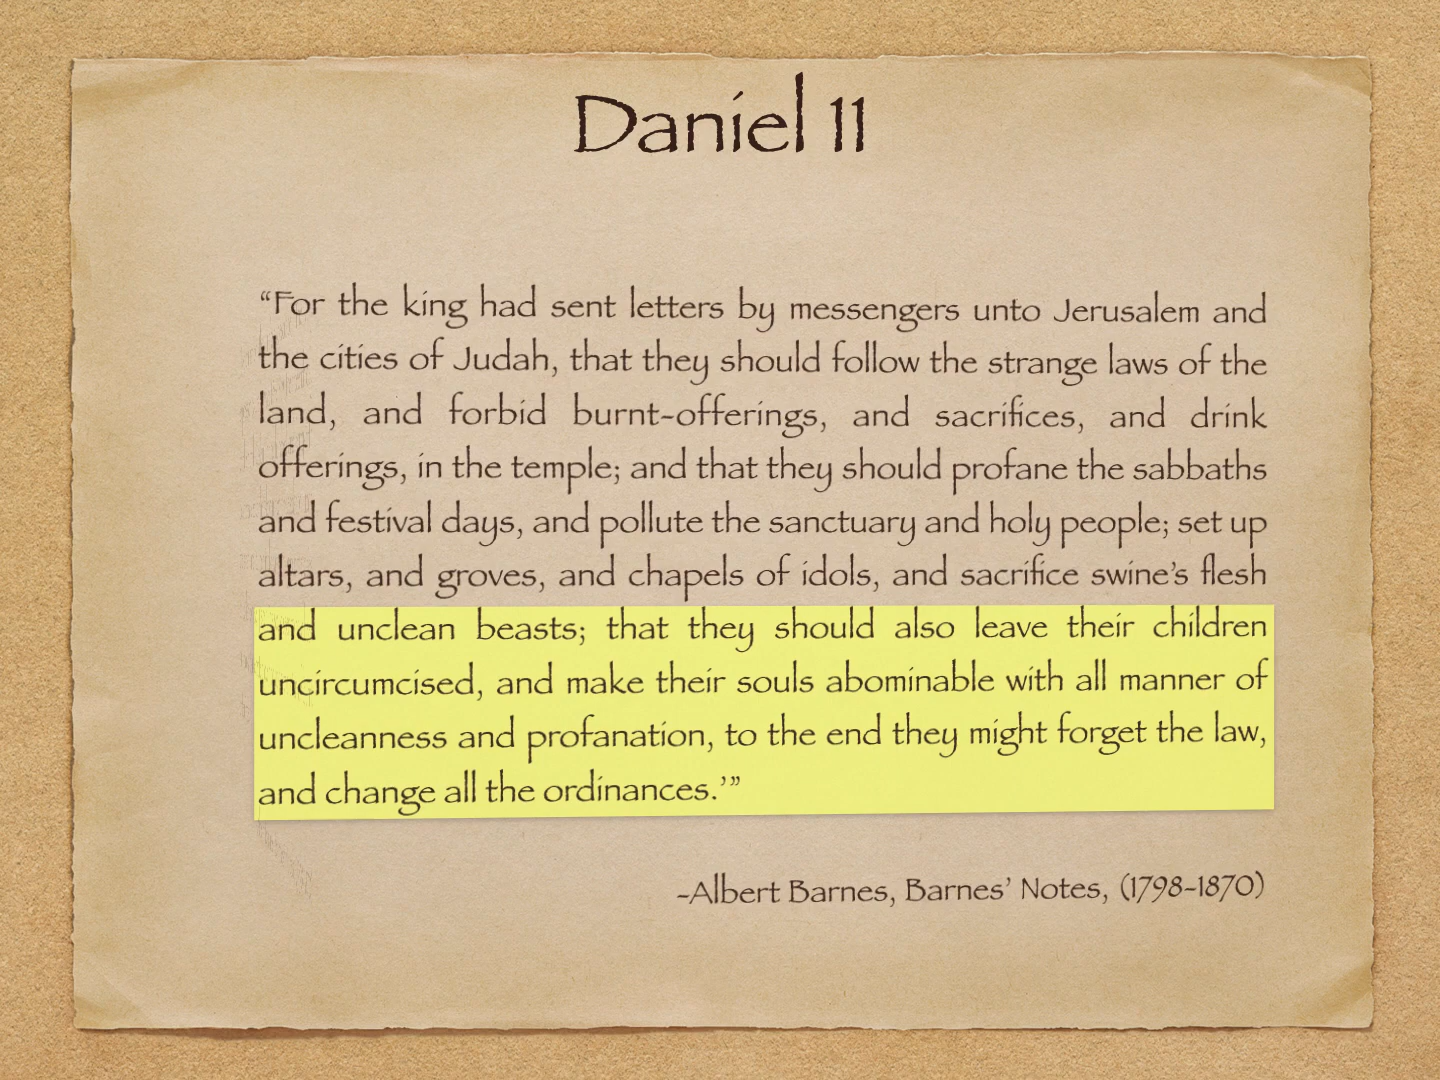 Daniel 11
“For the king had sent letters by messengers unto Jerusalem and
the cities of Judah, that they should follow the strange laws of the
land, and forbid burnt-offerings, and sacrifices, and drink
offerings, in the temple; and that they should profane the sabbaths
and festival days, and pollute the sanctuary and holy people; set up
altars, and groves, and chapels of idols, and sacrifice swine’s flesh
and unclean beasts; that they should also leave their children
uncircumcised, and make their souls abominable with all manner of
uncleanness and profanation, to the end they might forget the law,
and change all the ordinances.’”
-Albert Barnes, Barnes’ Notes, (1798-1870)